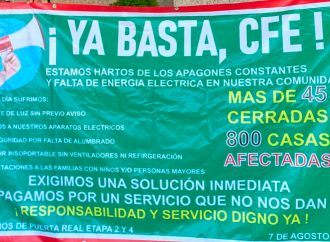 ¡ YA BASTA, CFE !
ESTAMOS HARTOS DE LOS APAGONES CONSTANTES
Y FALTA DE ENERGIA ELECTRICA EN NUESTRA COMUNIDA
DÍA SUFRIMOS:
DE LUZ SIN PREVIO AVISO
A NUESTROS APARATOS ELECTRICOS
POR FALTA DE ALUMBRADO
INSOPORTABLE SIN VENTILADORES NI REFRIGERACIÓN
A LAS FAMILIAS CON NIÑOS Y/O PERSONAS MAYORES
MAS DE 45
CERRADAS
800 CASAS
AFECTADAS
EXIGIMOS UNA SOLUCIÓN INMEDIATA
PAGAMOS POR UN SERVICIO QUE NO NOS DAN
¡ RESPONSABILIDAD Y SERVICIO DIGNO YA !
DE PUERTA REAL ETAPA 2 Y 4
7 DE AGOSTO